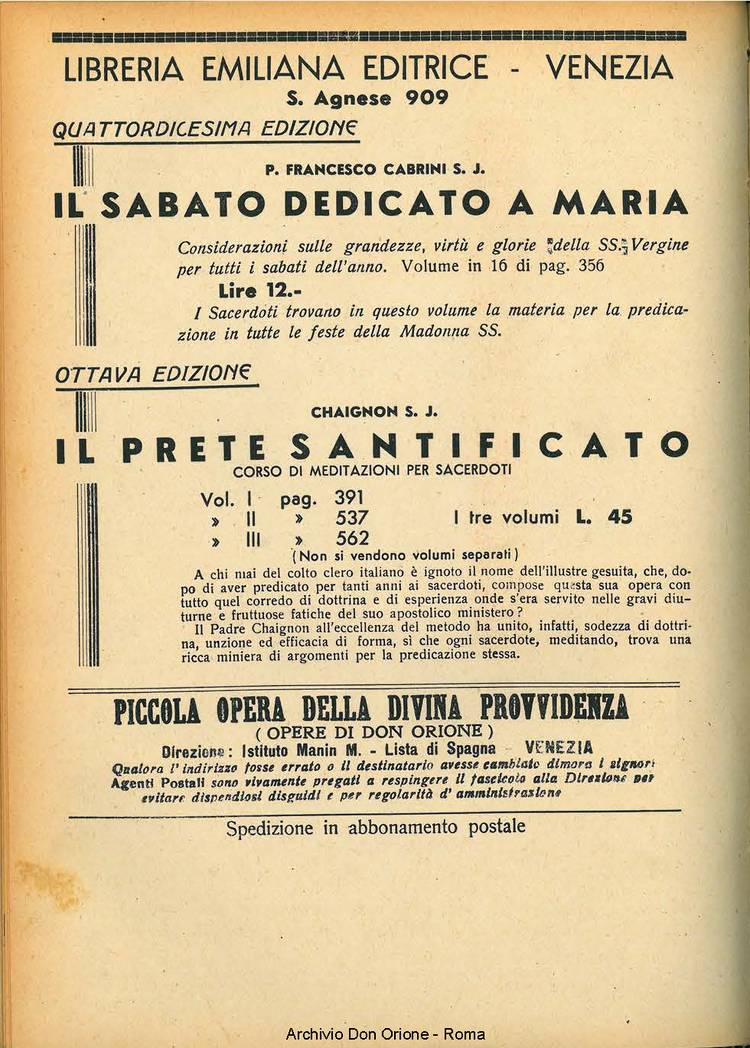 LIBRERIA EMILIANA EDITRICE - VENEZIA
S. Agnese 909
QUATTORDICESIMA EDIZIONE
P. FRANCESCO CABRINI S. J.
IL SABATO DEDICATO A MARIA
Considerazioni sulle grandezze, virtù e glorie della SS. Vergine
per tutti i sabati dell'anno. Volume in 16 di pag. 356
Lire 12.-
I Sacerdoti trovano in questo volume la materia per la predica-
zione in tutte le feste della Madonna SS.
OTTAVA EDIZIONE
CHAIGNON S. J.
IL PRETE SANTIFICATO
CORSO DI MEDITAZIONI PER SACERDOTI
Vol. I pag. 391
» II » 537 I tre volumi L. 45
» III » 562
(Non si vendono volumi separati)
A chi mai del colto clero italiano è ignoto il nome dell'illustre gesuita, che, do-
po di aver predicato per tanti anni ai sacerdoti, compose questa sua opera con
tutto quel corredo di dottrina e di esperienza onde s'era servito nelle gravi diu-
turne e fruttuose fatiche del suo apostolico ministero?
Il Padre Chaignon all'eccellenza del metodo ha unito, infatti, sodezza di dottri-
na, unzione ed efficacia di forma, sì che ogni sacerdote, meditando, trova una
ricca miniera di argomenti per la predicazione stessa.
PICCOLA OPERA DELLA DIVINA PROVVIDENZA
(OPERE DI DON ORIONE)
Direzione: Istituto Manin M. - Lista di Spagna - VENEZIA
Qualora l'indirizzo fosse errato o il destinatario avesse cambiato dimora i signori
Agenti Postali sono vivamente pregati a respingere il fascicolo alla Direzione per
evitare dispendiosi disguidi e per regolarità d'amministrazione
Spedizione in abbonamento postale
Archivio Don Orione - Roma